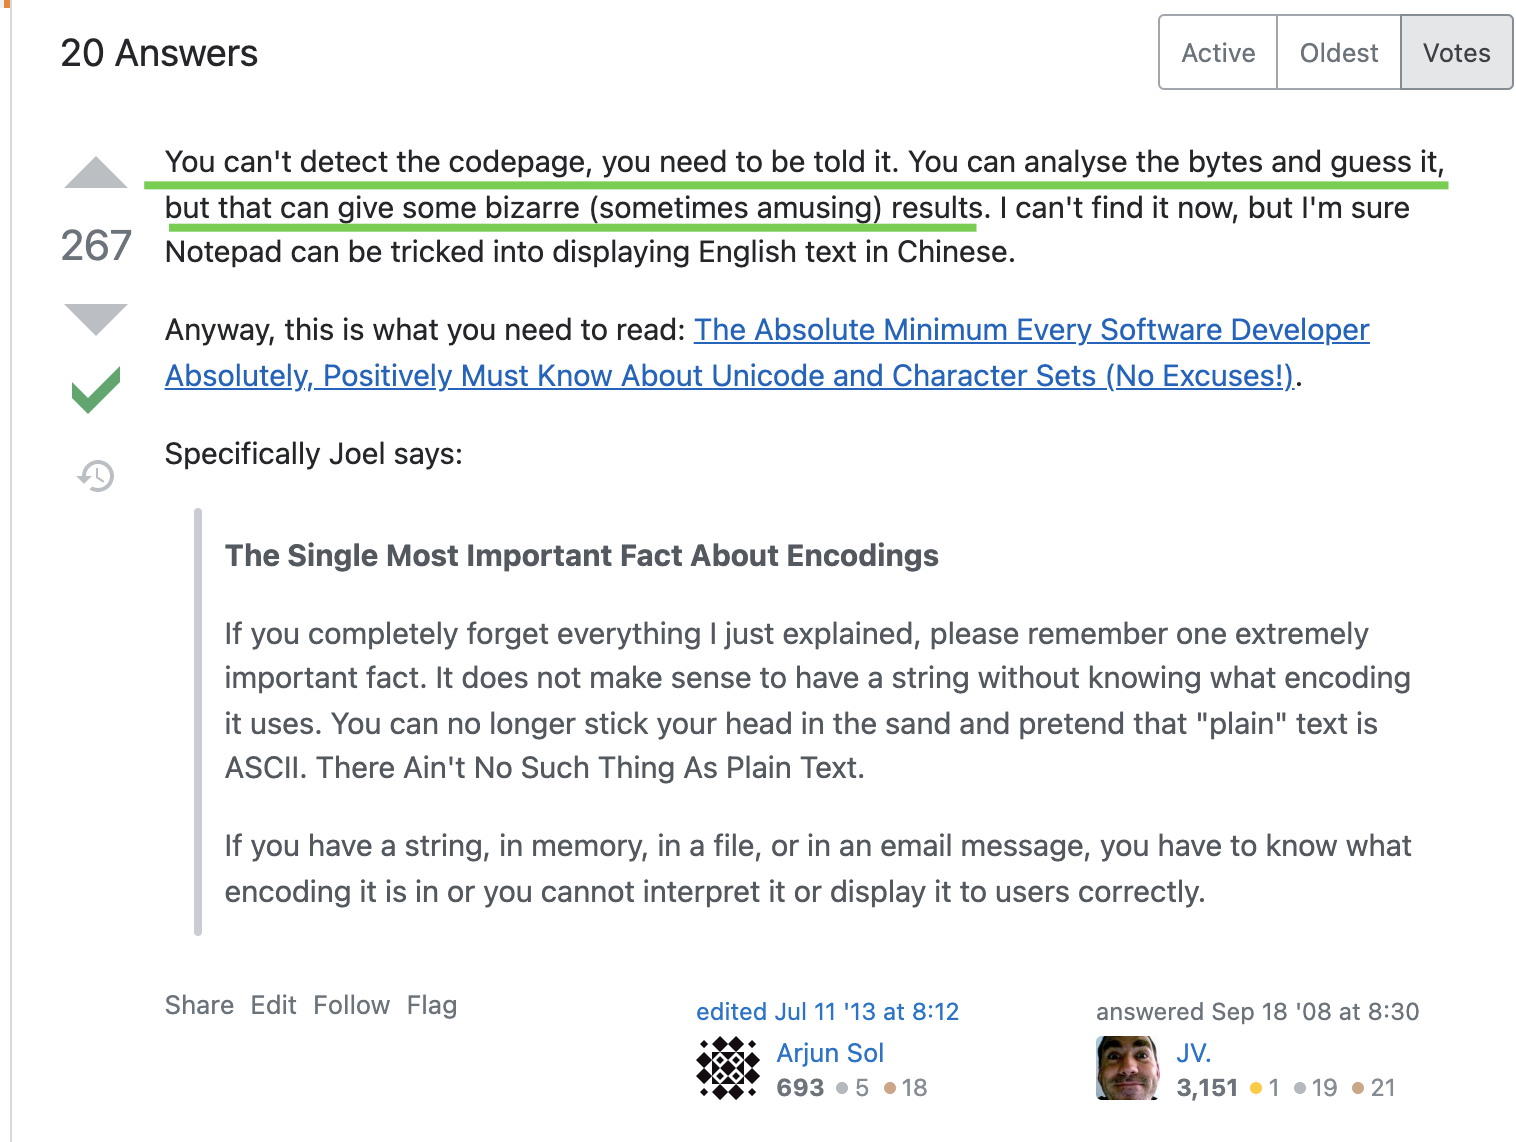 20 Answers
Active Oldest Votes
You can't detect the codepage, you need to be told it. You can analyse the bytes and guess it,
but that can give some bizarre (sometimes amusing) results. I can't find it now, but I'm sure
Notepad can be tricked into displaying English text in Chinese.
267
Anyway, this is what you need to read: The Absolute Minimum Every Software Developer
Absolutely, Positively Must Know About Unicode and Character Sets (No Excuses!).
Specifically Joel says:
The Single Most Important Fact About Encodings
If you completely forget everything I just explained, please remember one extremely
important fact. It does not make sense to have a string without knowing what encoding
it uses. You can no longer stick your head in the sand and pretend that "plain" text is
ASCII. There Ain't No Such Thing As Plain Text.
If you have a string, in memory, in a file, or in an email message, you have to know what
encoding it is in or you cannot interpret it or display it to users correctly.
Share Edit Follow Flag
edited Jul 11 '13 at 8:12
Arjun Sol
693 5 18
answered Sep 18 '08 at 8:30
JV.
3,151 1 19 21